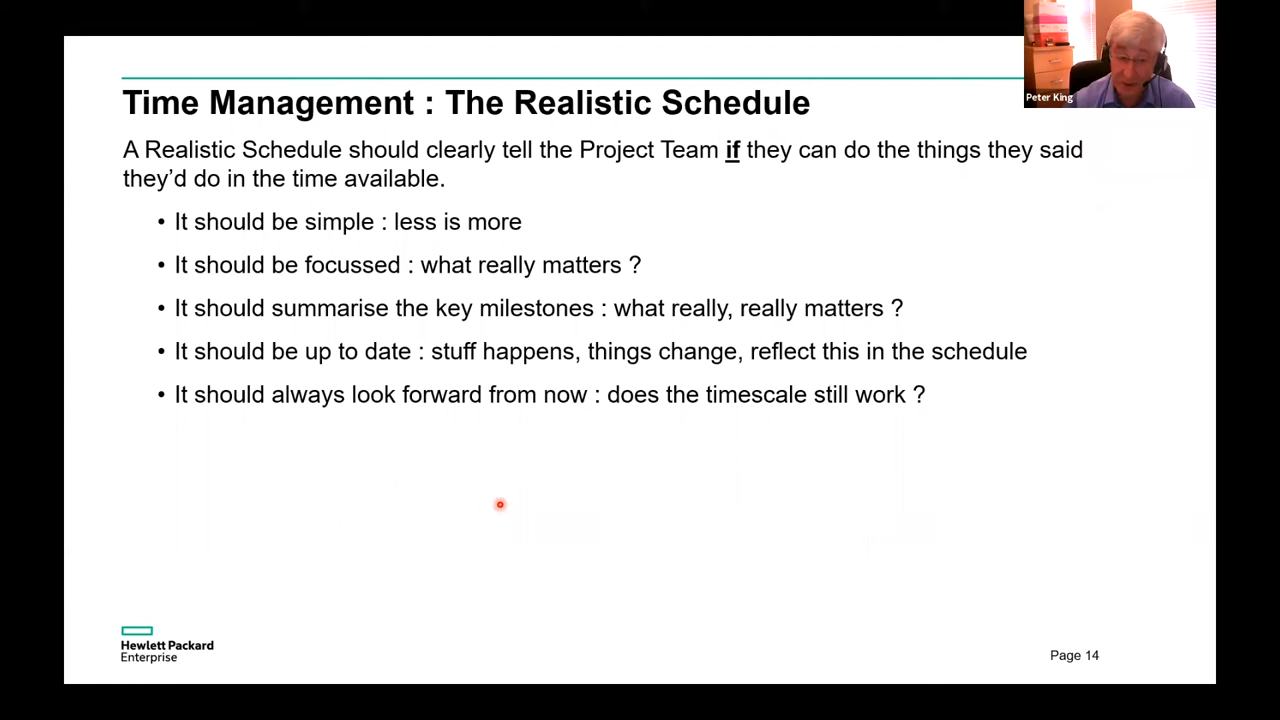 Peter King
Time Management : The Realistic Schedule
A Realistic Schedule should clearly tell the Project Team if they can do the things they said
they’d do in the time available.
• It should be simple : less is more
• It should be focussed : what really matters ?
• It should summarise the key milestones : what really, really matters ?
• It should be up to date : stuff happens, things change, reflect this in the schedule
• It should always look forward from now : does the timescale still work ?
Hewlett Packard
Enterprise
Page 14